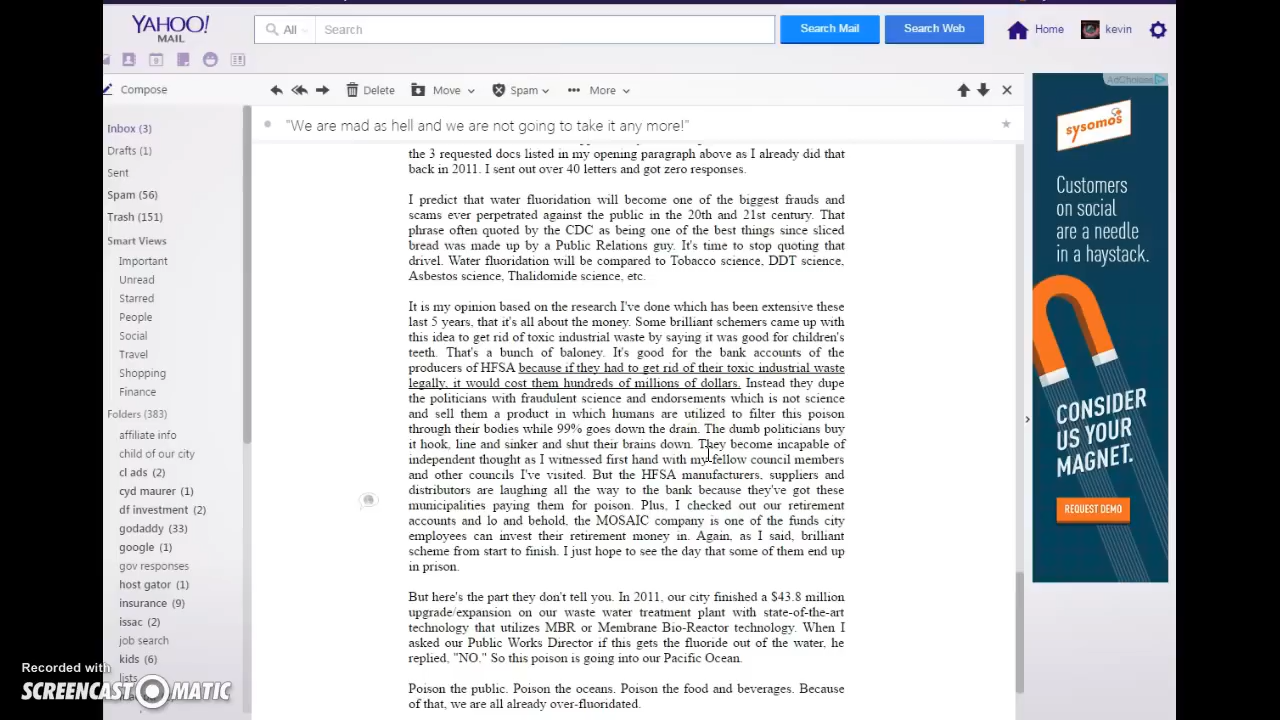 YAHOO!
MAIL
All
Search
Search Mail
Search Web
Home
kevin
Compose
Delete
Move
Spam
More
AdChoices
Inbox (3)
Drafts (1)
Sent
Spam (56)
Trash (151)
Smart Views
Important
Unread
Starred
People
Social
Travel
Shopping
Finance
Folders (383)
affiliate info
child of our city
cl ads (2)
cyd maurer (1)
df investment (2)
godaddy (33)
google (1)
gov responses
host gator (1)
insurance (9)
issac (2)
job search
kids (6)
lists
"We are mad as hell and we are not going to take it any more!"
the 3 requested docs listed in my opening paragraph above as I already did that
back in 2011. I sent out over 40 letters and got zero responses.
I predict that water fluoridation will become one of the biggest frauds and
scams ever perpetrated against the public in the 20th and 21st century. That
phrase often quoted by the CDC as being one of the best things since sliced
bread was made up by a Public Relations guy. It's time to stop quoting that
drivel. Water fluoridation will be compared to Tobacco science, DDT science,
Asbestos science, Thalidomide science, etc.
It is my opinion based on the research I've done which has been extensive these
last 5 years, that it's all about the money. Some brilliant schemers came up with
this idea to get rid of toxic industrial waste by saying it was good for children's
teeth. That's a bunch of baloney. It's good for the bank accounts of the
producers of HFSA because if they had to get rid of their toxic industrial waste
legally, it would cost them hundreds of millions of dollars. Instead they dupe
the politicians with fraudulent science and endorsements which is not science
and sell them a product in which humans are utilized to filter this poison
through their bodies while 99% goes down the drain. The dumb politicians buy
it hook, line and sinker and shut their brains down. They become incapable of
independent thought as I witnessed first hand with my fellow council members
and other councils I've visited. But the HFSA manufacturers, suppliers and
distributors are laughing all the way to the bank because they've got these
municipalities paying them for poison. Plus, I checked out our retirement
accounts and lo and behold, the MOSAIC company is one of the funds city
employees can invest their retirement money in. Again, as I said, brilliant
scheme from start to finish. I just hope to see the day that some of them end up
in prison.
But here's the part they don't tell you. In 2011, our city finished a $43.8 million
upgrade/expansion on our waste water treatment plant with state-of-the-art
technology that utilizes MBR or Membrane Bio-Reactor technology. When I
asked our Public Works Director if this gets the fluoride out of the water, he
replied, "NO." So this poison is going into our Pacific Ocean.
Poison the public. Poison the oceans. Poison the food and beverages. Because
of that, we are all already over-fluoridated.
sysomos
Customers
on social
are a needle
in a haystack.
CONSIDER
US YOUR
MAGNET.
REQUEST DEMO
Recorded with
SCREENCAST-O-MATIC